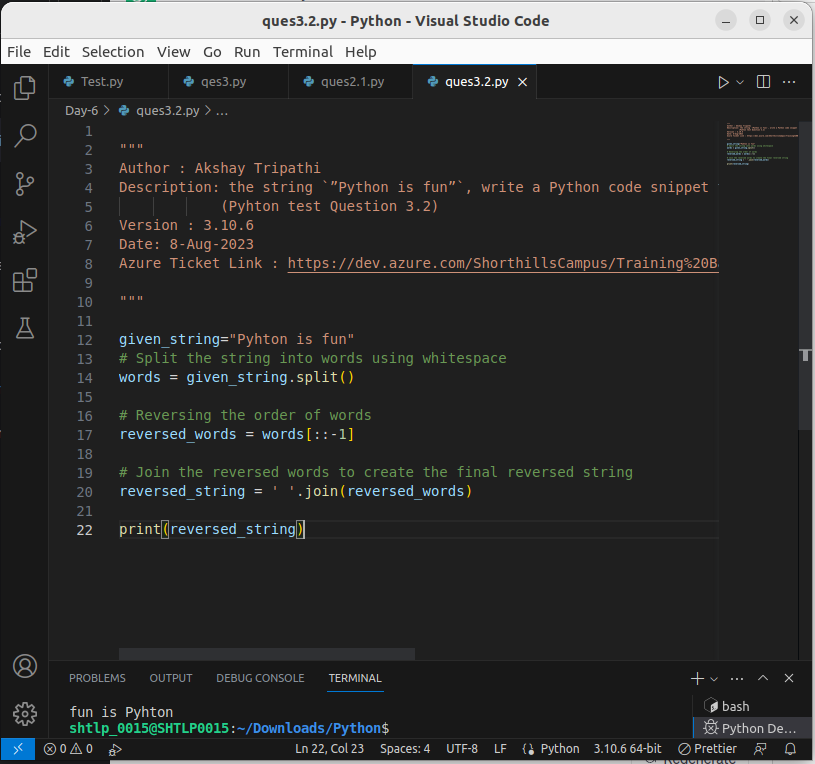 ques3.2.py - Python - Visual Studio Code
File Edit Selection View Go Run Terminal Help
Test.py qes3.py ques2.1.py ques3.2.py
Day-6 > ques3.2.py > ...
1
2 """
3 Author : Akshay Tripathi
4 Description: the string `”Python is fun”`, write a Python code snippet
5 (Pyhton test Question 3.2)
6 Version : 3.10.6
7 Date: 8-Aug-2023
8 Azure Ticket Link : https://dev.azure.com/ShorthillsCampus/Training%20B
9
10 """
11
12 given_string="Pyhton is fun"
13 # Split the string into words using whitespace
14 words = given_string.split()
15
16 # Reversing the order of words
17 reversed_words = words[::-1]
18
19 # Join the reversed words to create the final reversed string
20 reversed_string = ' '.join(reversed_words)
21
22 print(reversed_string)
PROBLEMS OUTPUT DEBUG CONSOLE TERMINAL
fun is Pyhton
shtlp_0015@SHTLP0015:~/Downloads/Python$
bash
Python De...
0 0 Ln 22, Col 23 Spaces: 4 UTF-8 LF Python 3.10.6 64-bit Prettier
Regenerate